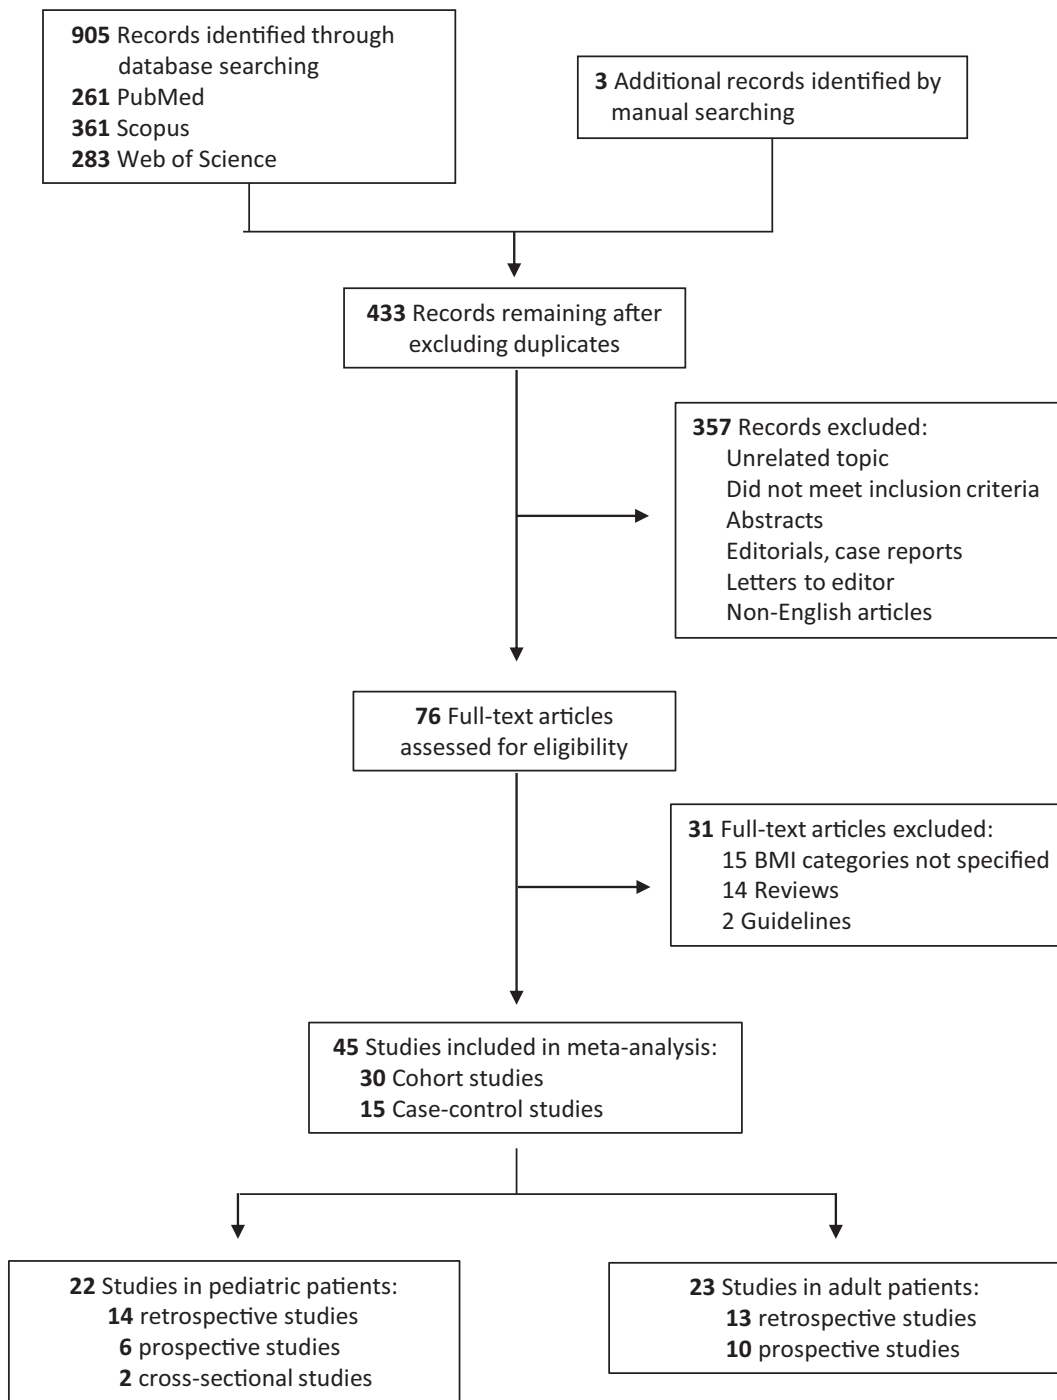 905 Records identified through
database searching
261 PubMed
361 Scopus
283 Web of Science
3 Additional records identified by
manual searching
433 Records remaining after
excluding duplicates
357 Records excluded:
Unrelated topic
Did not meet inclusion criteria
Abstracts
Editorials, case reports
Letters to editor
Non-English articles
76 Full-text articles
assessed for eligibility
31 Full-text articles excluded:
15 BMI categories not specified
14 Reviews
2 Guidelines
45 Studies included in meta-analysis:
30 Cohort studies
15 Case-control studies
22 Studies in pediatric patients:
14 retrospective studies
6 prospective studies
2 cross-sectional studies
23 Studies in adult patients:
13 retrospective studies
10 prospective studies